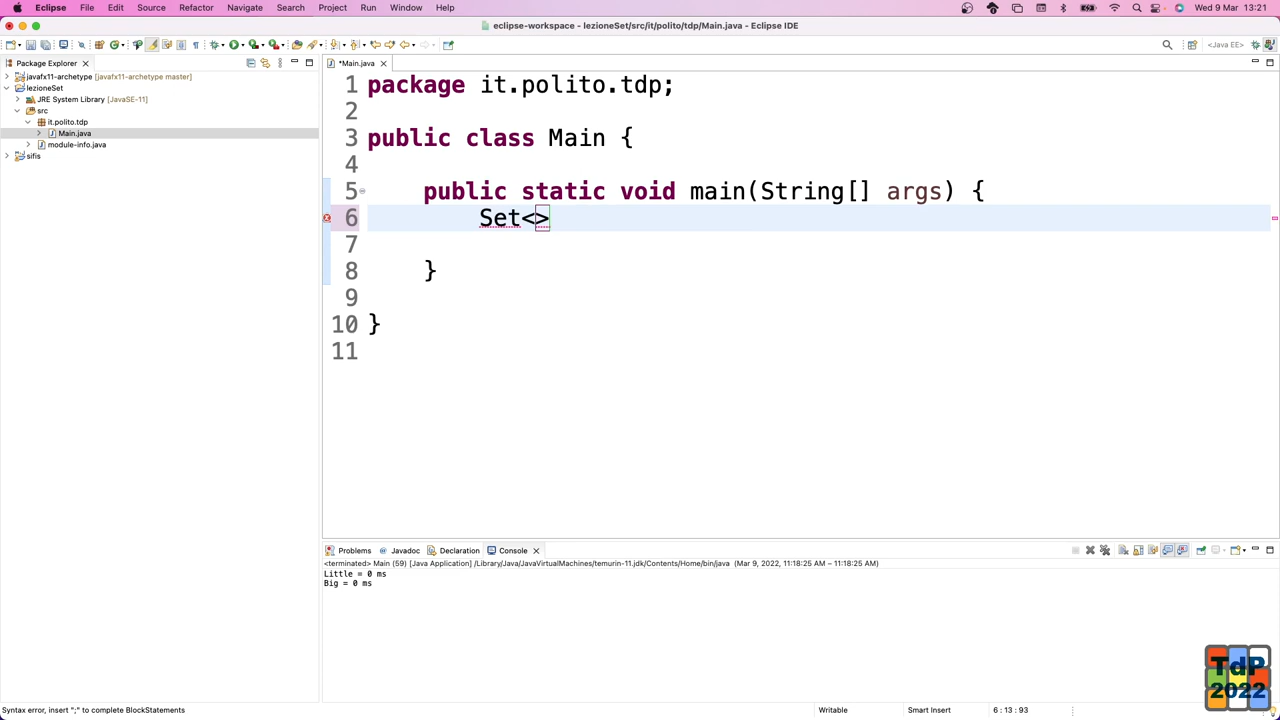 Eclipse File Edit Source Refactor Navigate Search Project Run Window Help Wed 9 Mar 13:21
eclipse-workspace - lezioneSet/src/it/polito/tdp/Main.java - Eclipse IDE
<Java EE>
Package Explorer
*Main.java
javafx11-archetype [javafx11-archetype master]
lezioneSet
JRE System Library [JavaSE-11]
src
it.polito.tdp
Main.java
module-info.java
sifis
1 package it.polito.tdp;
2
3 public class Main {
4
5 public static void main(String[] args) {
6 Set<>
7
8 }
9
10 }
11
Problems @ Javadoc Declaration Console
<terminated> Main (59) [Java Application] /Library/Java/JavaVirtualMachines/temurin-11.jdk/Contents/Home/bin/java (Mar 9, 2022, 11:18:25 AM – 11:18:25 AM)
Little = 0 ms
Big = 0 ms
TdP
2022
Syntax error, insert ";" to complete BlockStatements Writable Smart Insert 6 : 13 : 93